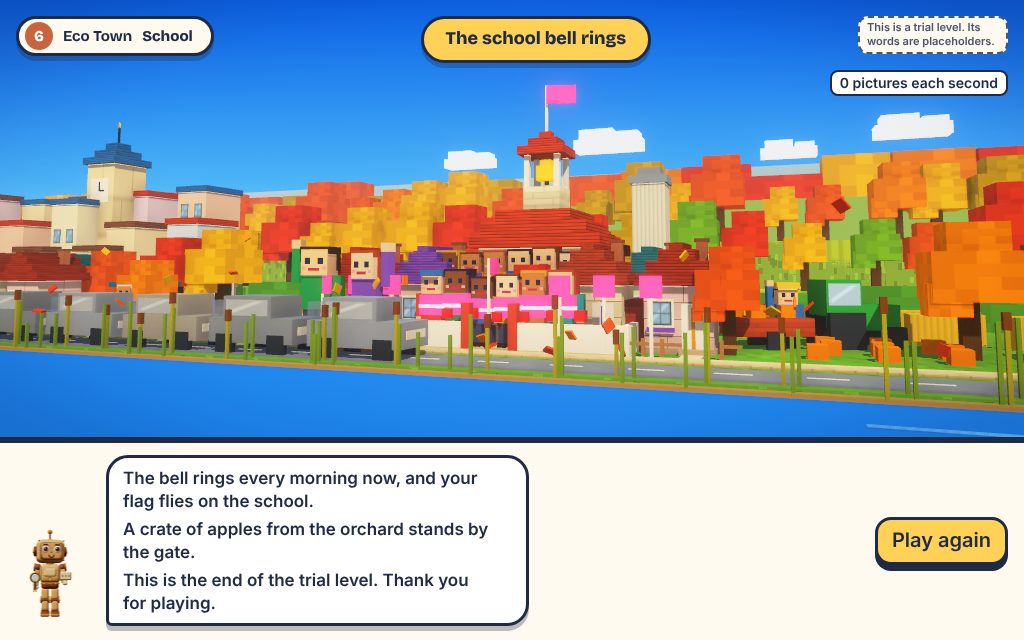 6 Eco Town School
The school bell rings
This is a trial level. Its
words are placeholders.
0 pictures each second
L
The bell rings every morning now, and your
flag flies on the school.
A crate of apples from the orchard stands by
the gate.
This is the end of the trial level. Thank you
for playing.
Play again